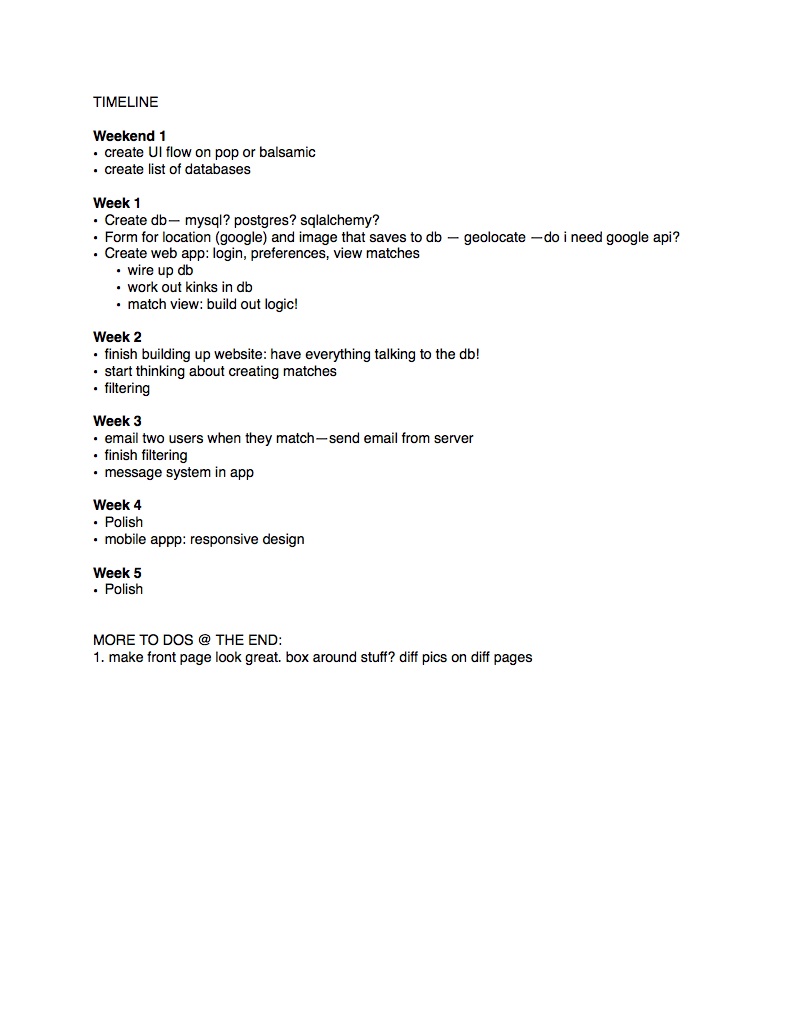 TIMELINE
Weekend 1
• create UI flow on pop or balsamic
• create list of databases
Week 1
• Create db— mysql? postgres? sqlalchemy?
• Form for location (google) and image that saves to db — geolocate —do i need google api?
• Create web app: login, preferences, view matches
• wire up db
• work out kinks in db
• match view: build out logic!
Week 2
• finish building up website: have everything talking to the db!
• start thinking about creating matches
• filtering
Week 3
• email two users when they match—send email from server
• finish filtering
• message system in app
Week 4
• Polish
• mobile appp: responsive design
Week 5
• Polish
MORE TO DOS @ THE END:
1. make front page look great. box around stuff? diff pics on diff pages